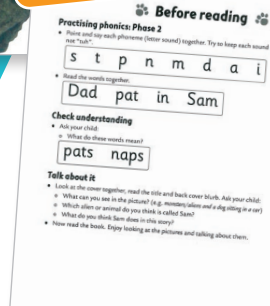 Before reading
Practising phonics: Phase 2
• Point and say each phoneme (letter sound) together. Try to keep each sound
not "tuh".
s t p n m d a i
• Read the words together.
Dad pat in Sam
Check understanding
• Ask your child:
• What do these words mean?
pats naps
Talk about it
• Look at the cover together, read the title and back cover blurb. Ask your child:
• What can you see in the picture? (e.g. monsters/aliens and a dog sitting in a car)
• Which alien or animal do you think is called Sam?
• What do you think Sam does in this story?
• Now read the book. Enjoy looking at the pictures and talking about them.